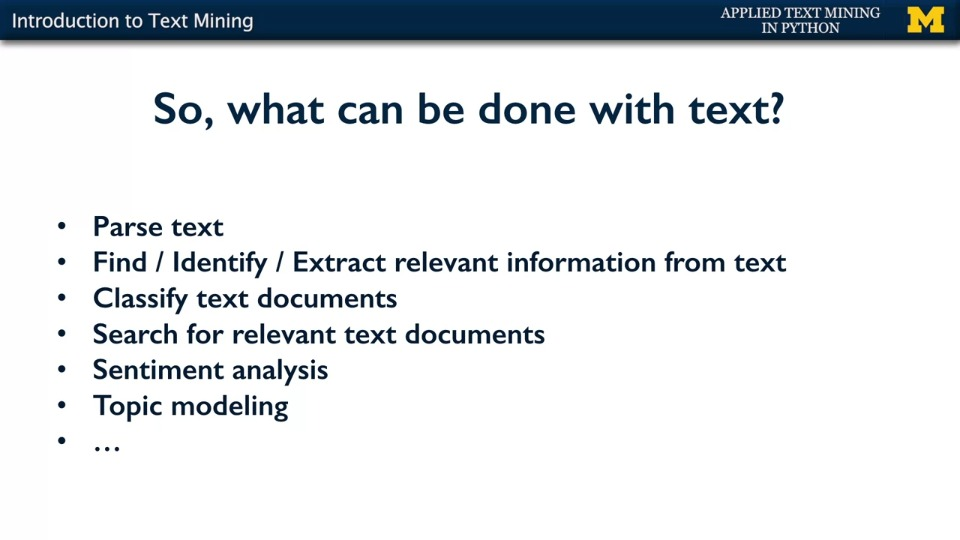 Introduction to Text Mining
APPLIED TEXT MINING
IN PYTHON
M
So, what can be done with text?
• Parse text
• Find / Identify / Extract relevant information from text
• Classify text documents
• Search for relevant text documents
• Sentiment analysis
• Topic modeling
• …